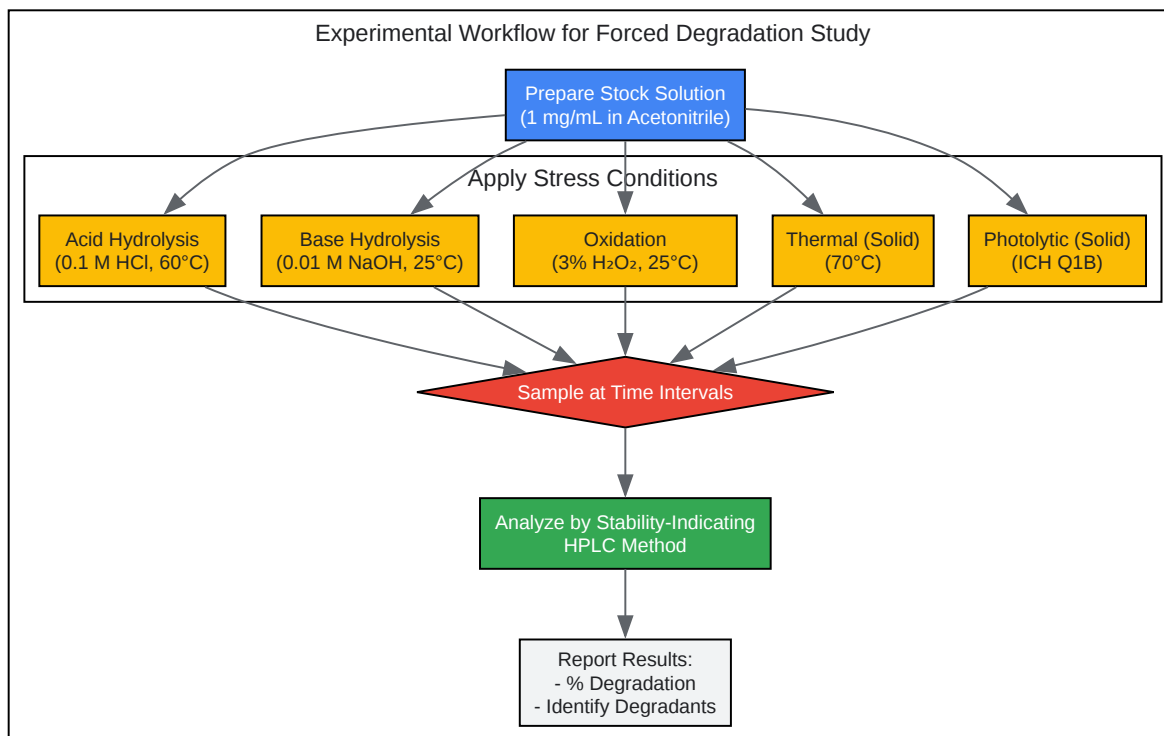 Experimental Workflow for Forced Degradation Study
Prepare Stock Solution
(1 mg/mL in Acetonitrile)
Apply Stress Conditions
Acid Hydrolysis
(0.1 M HCl, 60°C)
Base Hydrolysis
(0.01 M NaOH, 25°C)
Oxidation
(3% H₂O₂, 25°C)
Thermal (Solid)
(70°C)
Photolytic (Solid)
(ICH Q1B)
Sample at Time Intervals
Analyze by Stability-Indicating
HPLC Method
Report Results:
- % Degradation
- Identify Degradants